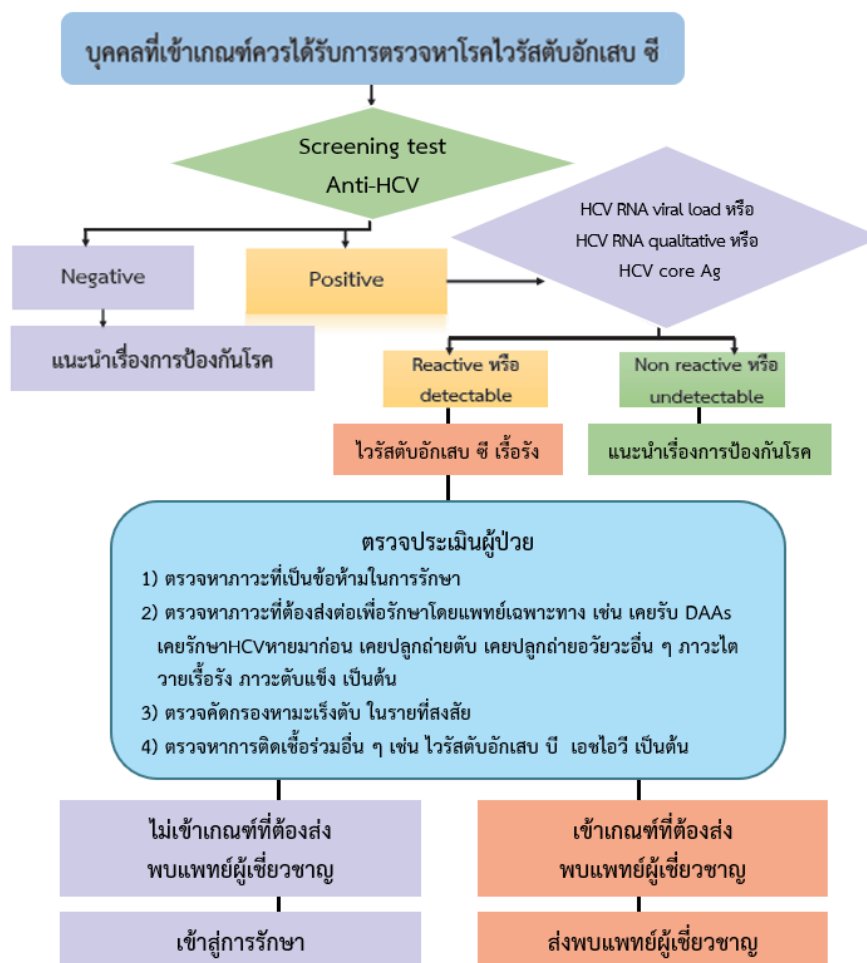 บุคคลที่เข้าเกณฑ์ควรได้รับการตรวจหาโรคไวรัสตับอักเสบ ซี
Screening test
Anti-HCV
HCV RNA viral load หรือ
HCV RNA qualitative หรือ
HCV core Ag
Negative
Positive
แนะนำเรื่องการป้องกันโรค
Reactive หรือ
detectable
Non reactive หรือ
undetectable
ไวรัสตับอักเสบ ซี เรื้อรัง
แนะนำเรื่องการป้องกันโรค
ตรวจประเมินผู้ป่วย
1) ตรวจหาภาวะที่เป็นข้อห้ามในการรักษา
2) ตรวจหาภาวะที่ต้องส่งต่อเพื่อรักษาโดยแพทย์เฉพาะทาง เช่น เคยรับ DAAs
เคยรักษาHCVหายมาก่อน เคยปลูกถ่ายตับ เคยปลูกถ่ายอวัยวะอื่น ๆ ภาวะไต
วายเรื้อรัง ภาวะตับแข็ง เป็นต้น
3) ตรวจคัดกรองหามะเร็งตับ ในรายที่สงสัย
4) ตรวจหาการติดเชื้อร่วมอื่น ๆ เช่น ไวรัสตับอักเสบ บี เอชไอวี เป็นต้น
ไม่เข้าเกณฑ์ที่ต้องส่ง
พบแพทย์ผู้เชี่ยวชาญ
เข้าเกณฑ์ที่ต้องส่ง
พบแพทย์ผู้เชี่ยวชาญ
เข้าสู่การรักษา
ส่งพบแพทย์ผู้เชี่ยวชาญ